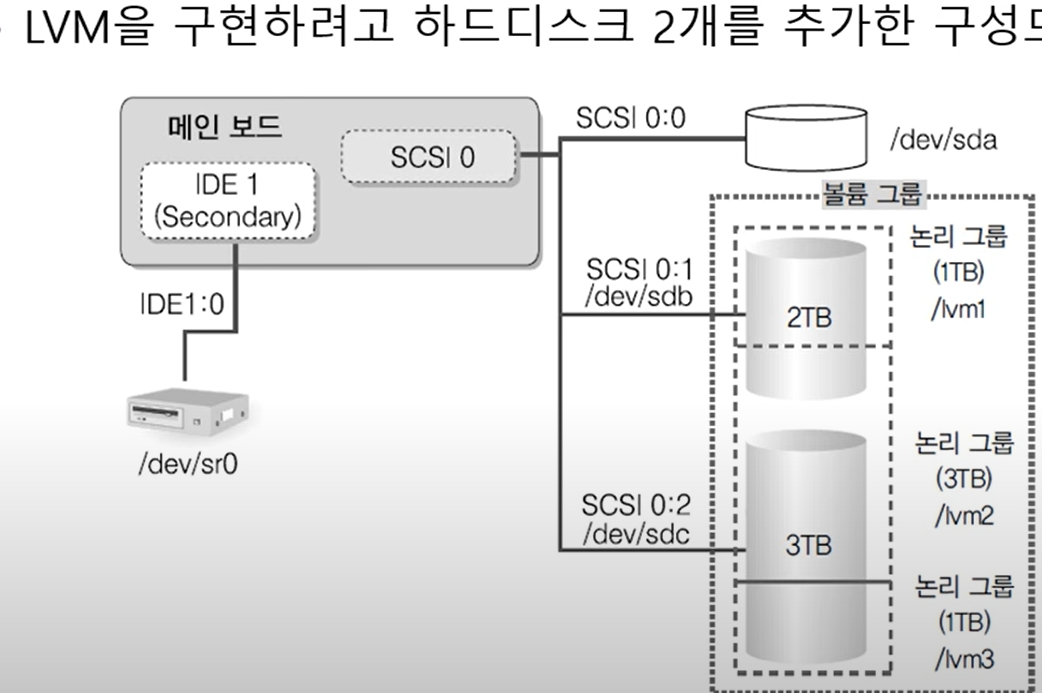 LVM을 구현하려고 하드디스크 2개를 추가한
메인 보드
SCSI 0
IDE 1
(Secondary)
IDE1:0
/dev/sr0
SCSI 0:0
/dev/sda
볼륨 그룹
SCSI 0:1
/dev/sdb
2TB
논리 그룹
(1TB)
/lvm1
SCSI 0:2
/dev/sdc
3TB
논리 그룹
(3TB)
/lvm2
논리 그룹
(1TB)
/lvm3